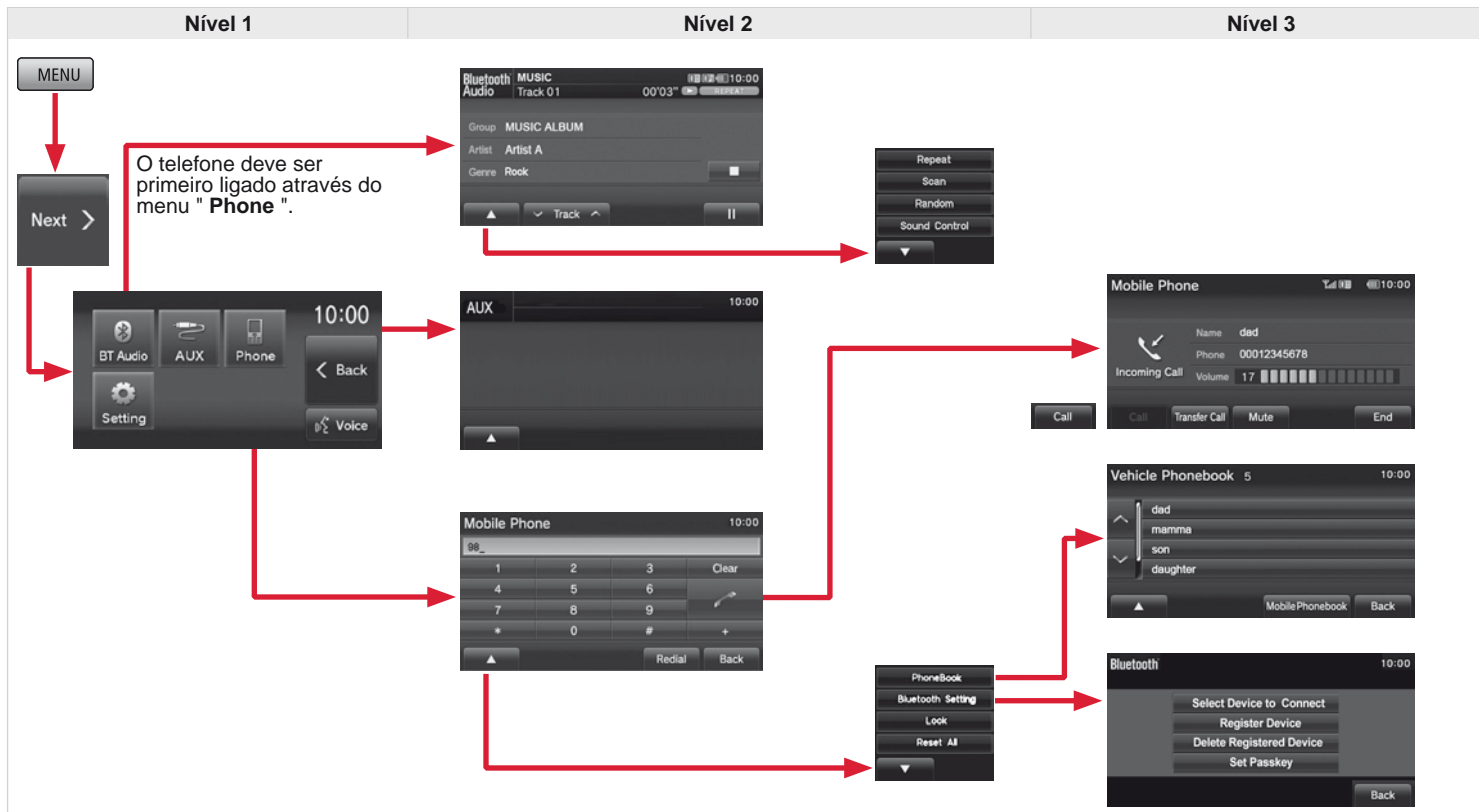 Nível 1
Nível 2
Nível 3
MENU
Next
O telefone deve ser
primeiro ligado através do
menu " Phone ".
BT Audio
AUX
Phone
Setting
10:00
Back
Voice
Bluetooth Audio
MUSIC
10:00
Track 01
00'03"
REPEAT
Group MUSIC ALBUM
Artist Artist A
Genre Rook
Track
Repeat
Soan
Random
Sound Control
AUX
10:00
Mobile Phone
10:00
98_
1 2 3 Clear
4 5 6
7 8 9
* 0 # +
Redial Back
PhoneBook
Bluetooth Setting
Look
Reset All
Call
Mobile Phone
10:00
Incoming Call
Name dad
Phone 00012345678
Volume 17
Call Transfer Call Mute End
Vehicle Phonebook 5
10:00
dad
mamma
son
daughter
MobilePhonebook Back
Bluetooth
10:00
Select Device to Connect
Register Device
Delete Registered Device
Set Passkey
Back